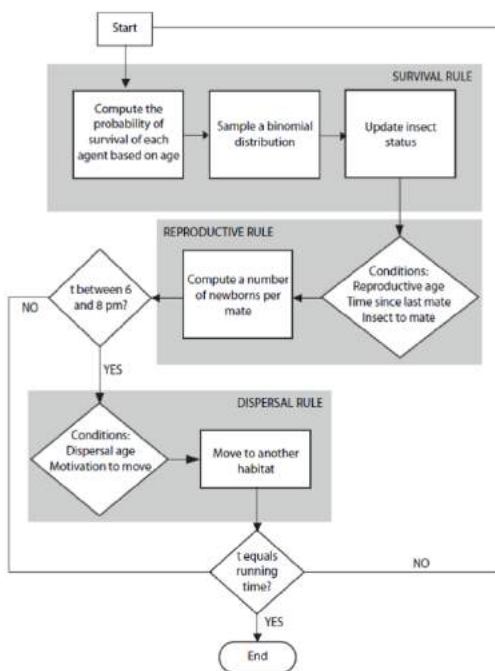 Start
SURVIVAL RULE
Compute the
probability of
survival of each
agent based on age
Sample a binomial
distribution
Update insect
status
REPRODUCTIVE RULE
Conditions:
Reproductive age
Time since last mate
Insect to mate
Compute a number
of newborns per
mate
t between 6
and 8 pm?
NO
YES
DISPERSAL RULE
Conditions:
Dispersal age
Motivation to move
Move to another
habitat
t equals
running
time?
NO
YES
End